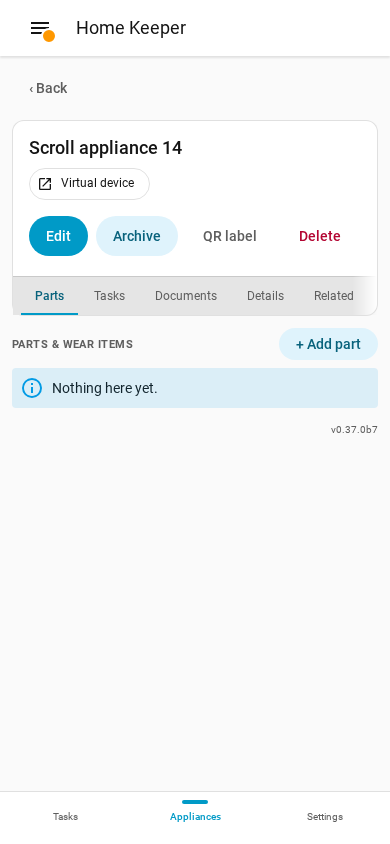 Home Keeper
‹ Back
Scroll appliance 14
Virtual device
Edit Archive QR label Delete
Parts Tasks Documents Details Related
PARTS & WEAR ITEMS + Add part
Nothing here yet.
v0.37.0b7
Tasks Appliances Settings